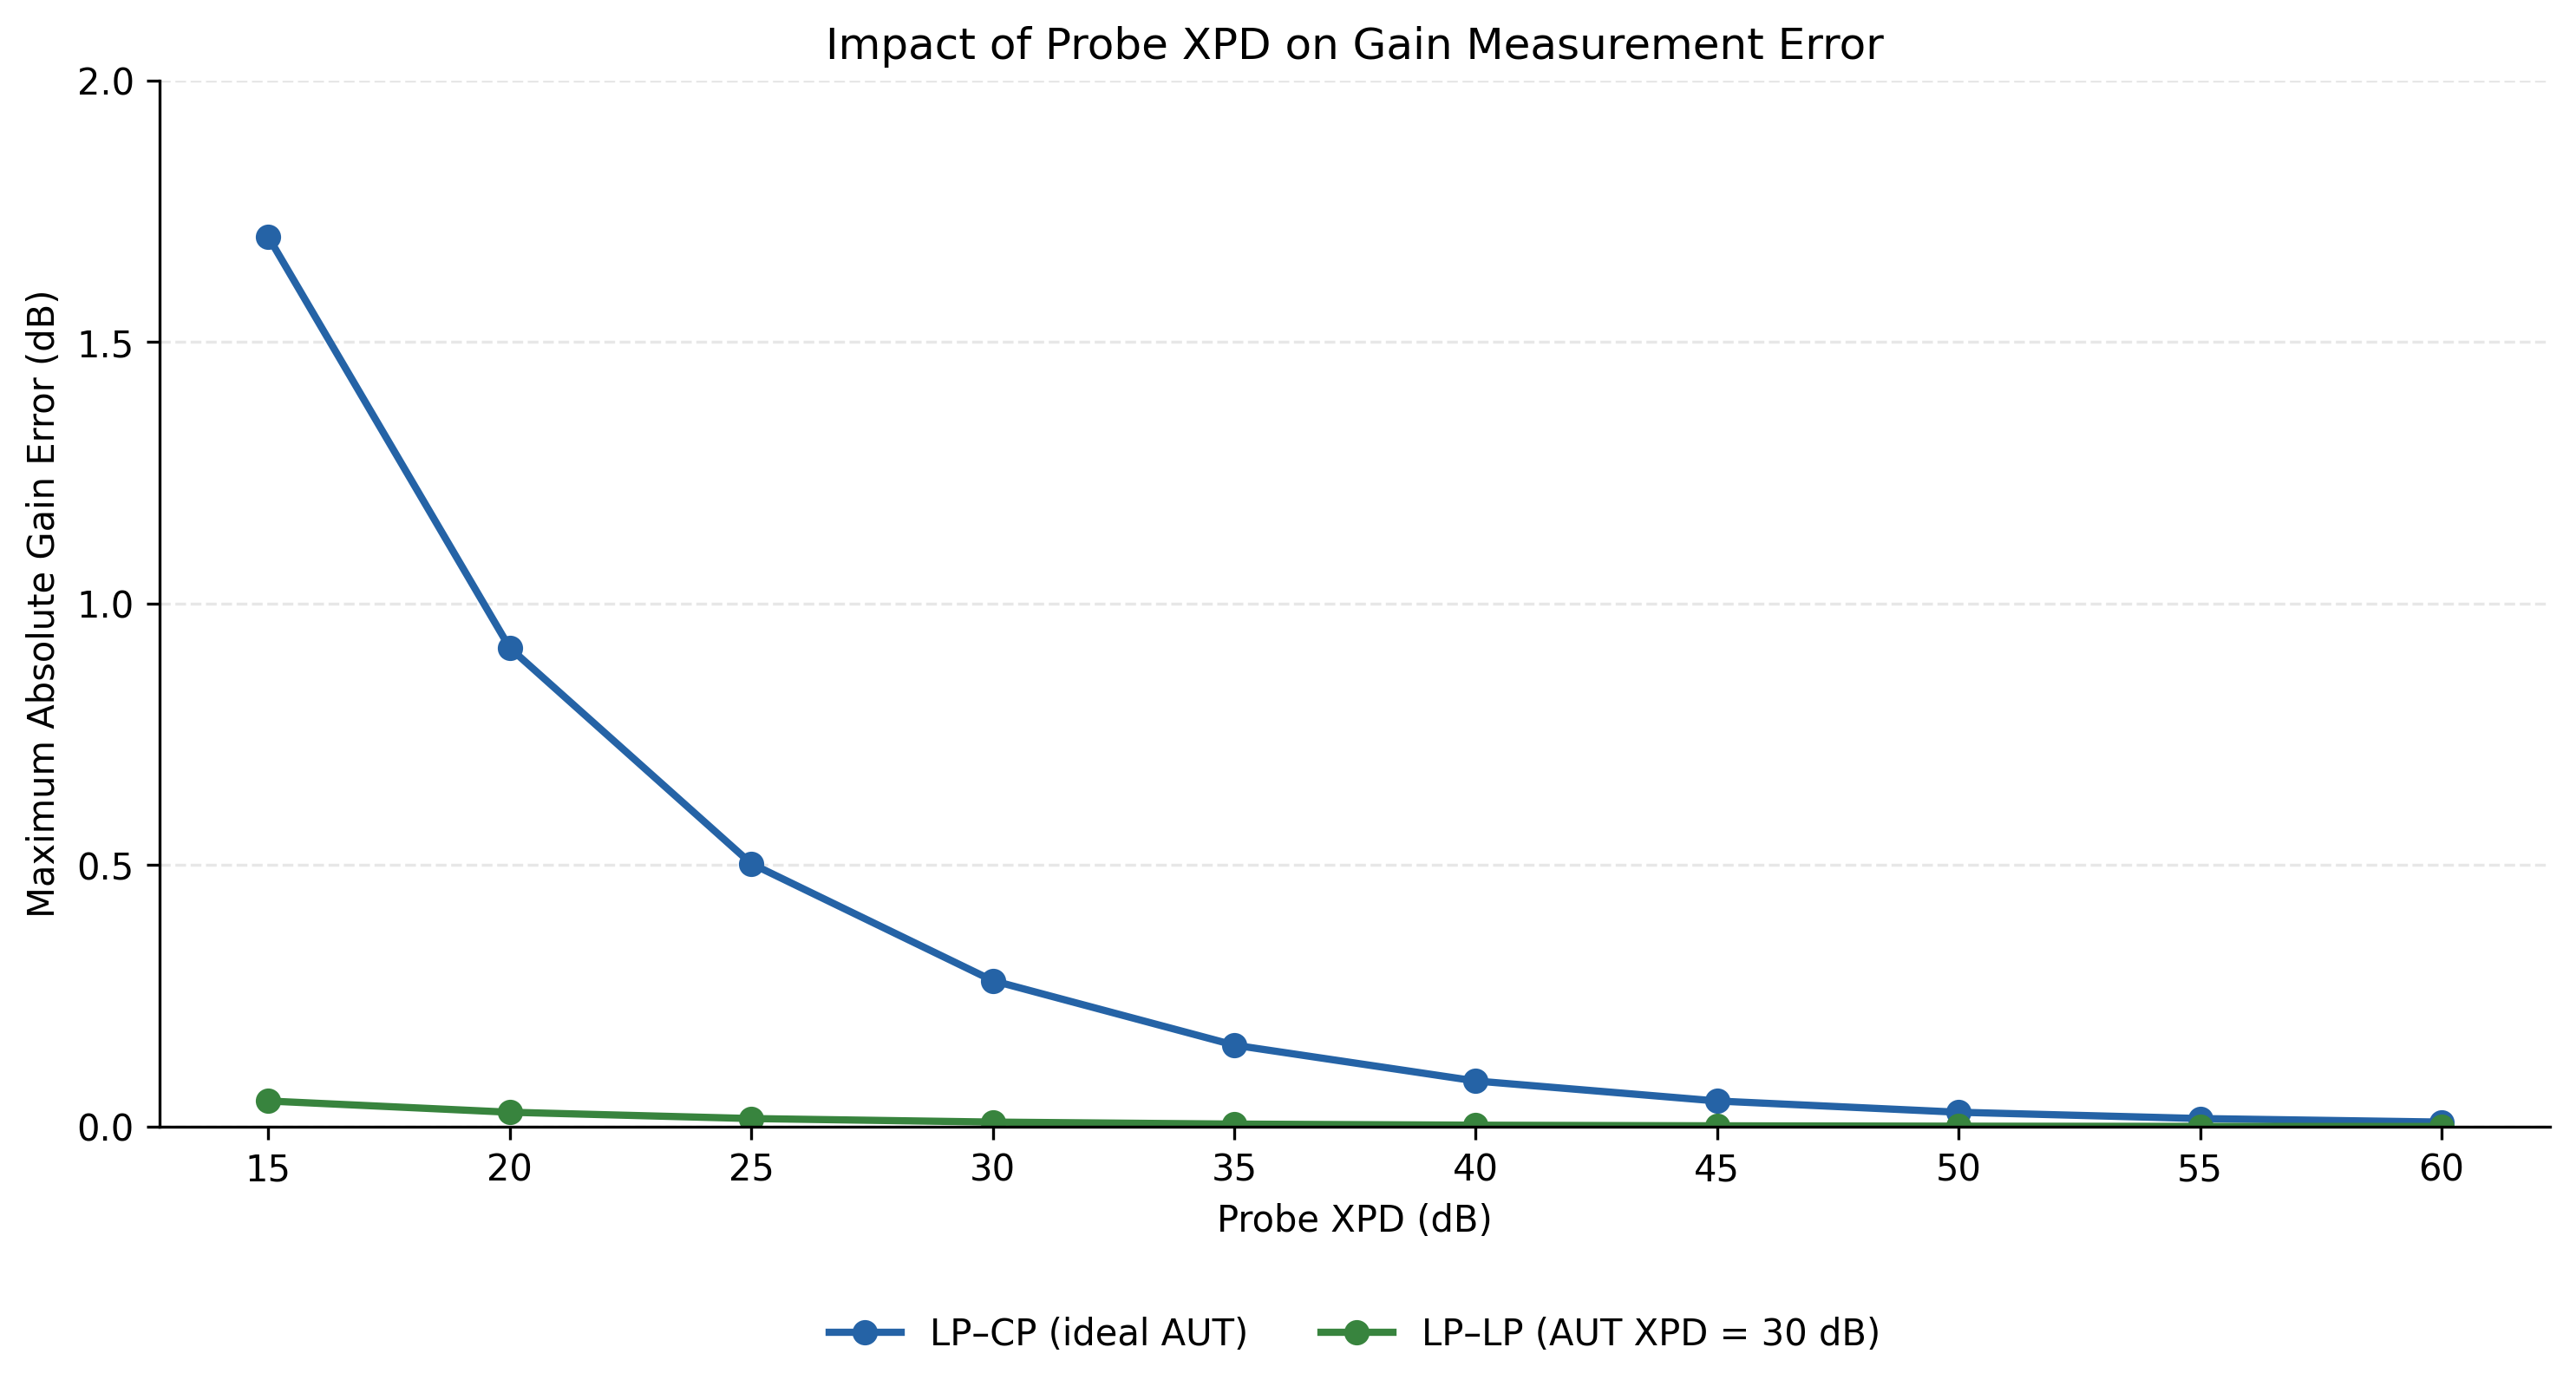 Impact of Probe XPD on Gain Measurement Error
Maximum Absolute Gain Error (dB)
2.0
1.5
1.0
0.5
0.0
15 20 25 30 35 40 45 50 55 60
Probe XPD (dB)
LP–CP (ideal AUT) LP–LP (AUT XPD = 30 dB)